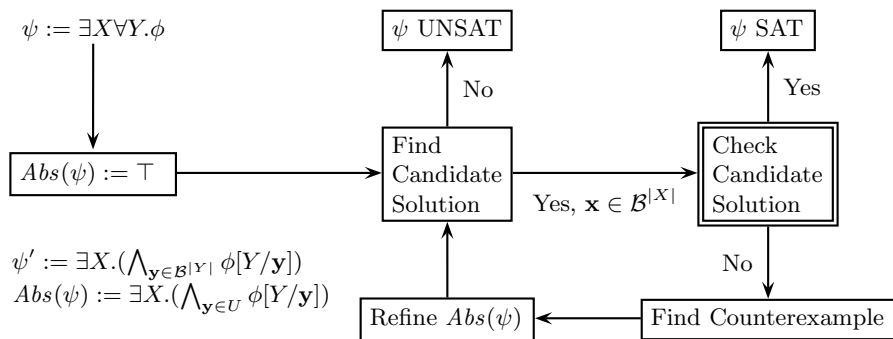 ψ := ∃X∀Y.ϕ
ψ UNSAT
ψ SAT
No
Yes
Abs(ψ) := ⊤
Find
Candidate
Solution
Yes, x ∈ 𝓑^|X|
Check
Candidate
Solution
ψ′ := ∃X.(⋀_{y∈𝓑^|Y|} ϕ[Y/y])
No
Abs(ψ) := ∃X.(⋀_{y∈U} ϕ[Y/y])
Refine Abs(ψ)
Find Counterexample